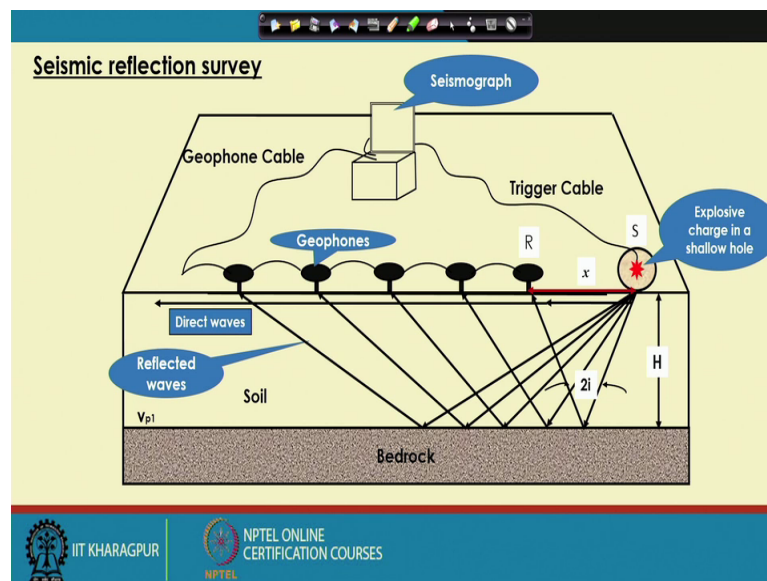 Seismic reflection survey
Seismograph
Geophone Cable
Trigger Cable
Explosive
charge in a
shallow hole
Geophones
R
S
x
Direct waves
Reflected
waves
2i
H
Soil
Vp1
Bedrock
IIT KHARAGPUR
NPTEL ONLINE
CERTIFICATION COURSES
NPTEL